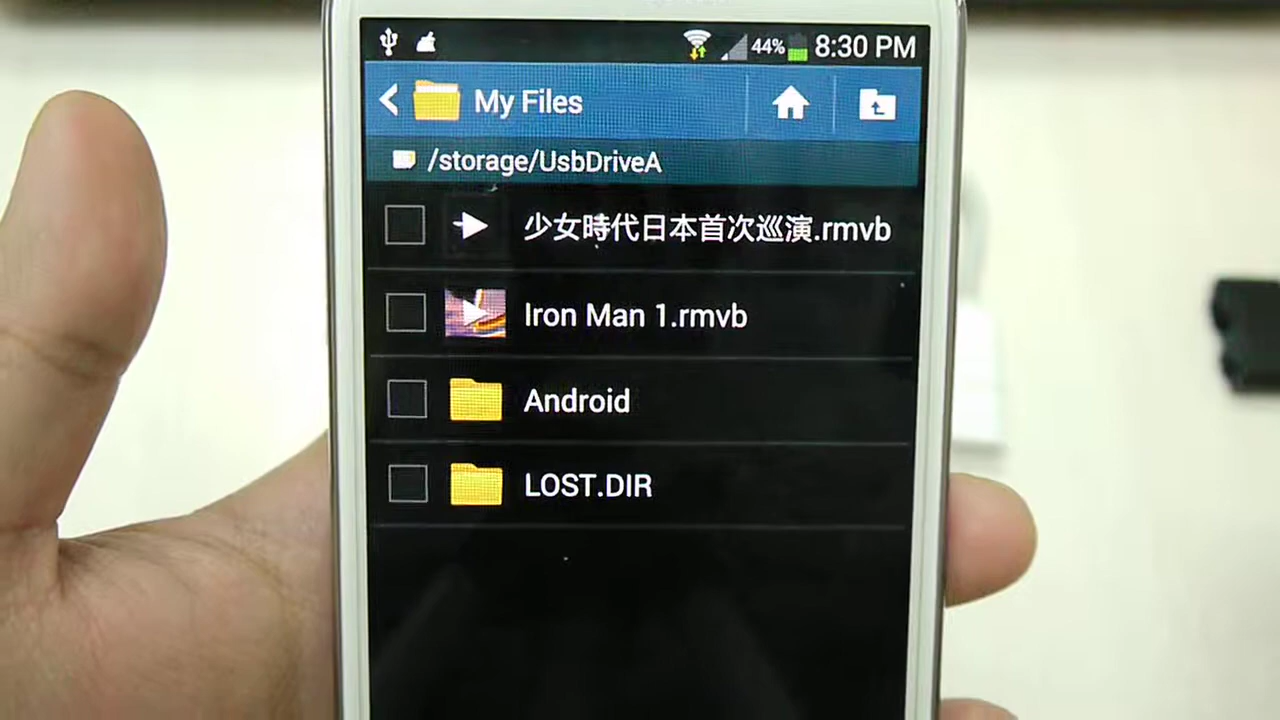 44% 8:30 PM
My Files
/storage/UsbDriveA
少女時代日本首次巡演.rmvb
Iron Man 1.rmvb
Android
LOST.DIR